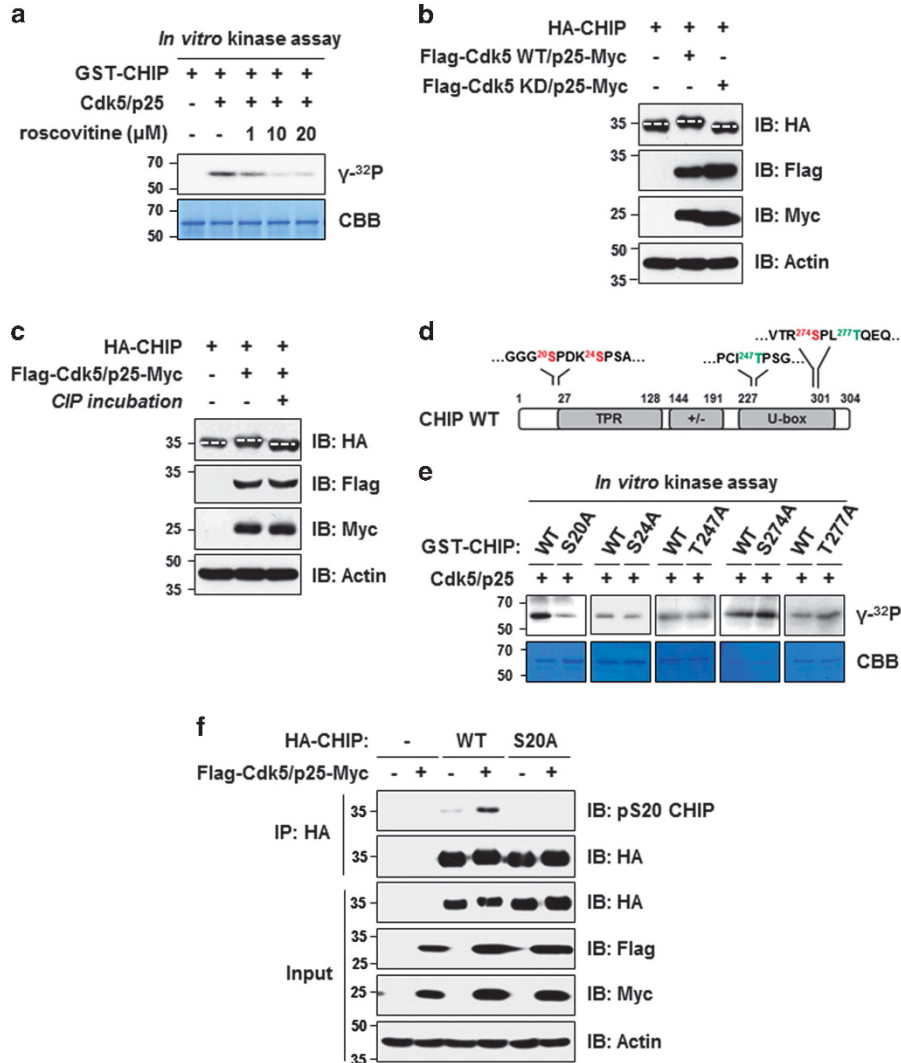 a
In vitro kinase assay
GST-CHIP + + + + +
Cdk5/p25 - + + + +
roscovitine (µM) - - 1 10 20
70
50
γ-³²P
70
50
CBB
b
HA-CHIP + + +
Flag-Cdk5 WT/p25-Myc - + -
Flag-Cdk5 KD/p25-Myc - - +
35
IB: HA
35
IB: Flag
25
IB: Myc
50
35
IB: Actin
c
HA-CHIP + + +
Flag-Cdk5/p25-Myc - + +
CIP incubation - - +
35
IB: HA
35
IB: Flag
25
IB: Myc
50
35
IB: Actin
d
...VTR²⁷⁴SPL²⁷⁷TQEQ..
...GGG²⁰SPDK²⁴SPSA... ...PCI²⁴⁷TPSG...
1 27 128 144 191 227 301 304
CHIP WT TPR +/- U-box
e
In vitro kinase assay
GST-CHIP: WT S20A WT S24A WT T247A WT S274A WT T277A
Cdk5/p25 + + + + + + + + + +
70
50
γ-³²P
70
50
CBB
f
HA-CHIP: - WT S20A
Flag-Cdk5/p25-Myc - + - + - +
IP: HA
35
IB: pS20 CHIP
35
IB: HA
Input
35
IB: HA
35
25
IB: Flag
25
IB: Myc
50
35
IB: Actin